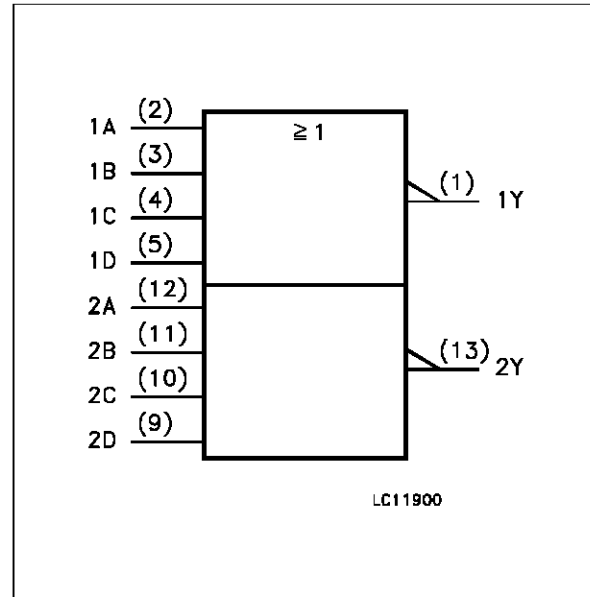 ≧ 1
1A (2)
1B (3)
1C (4)
1D (5)
2A (12)
2B (11)
2C (10)
2D (9)
(1) 1Y
(13) 2Y
LC11900